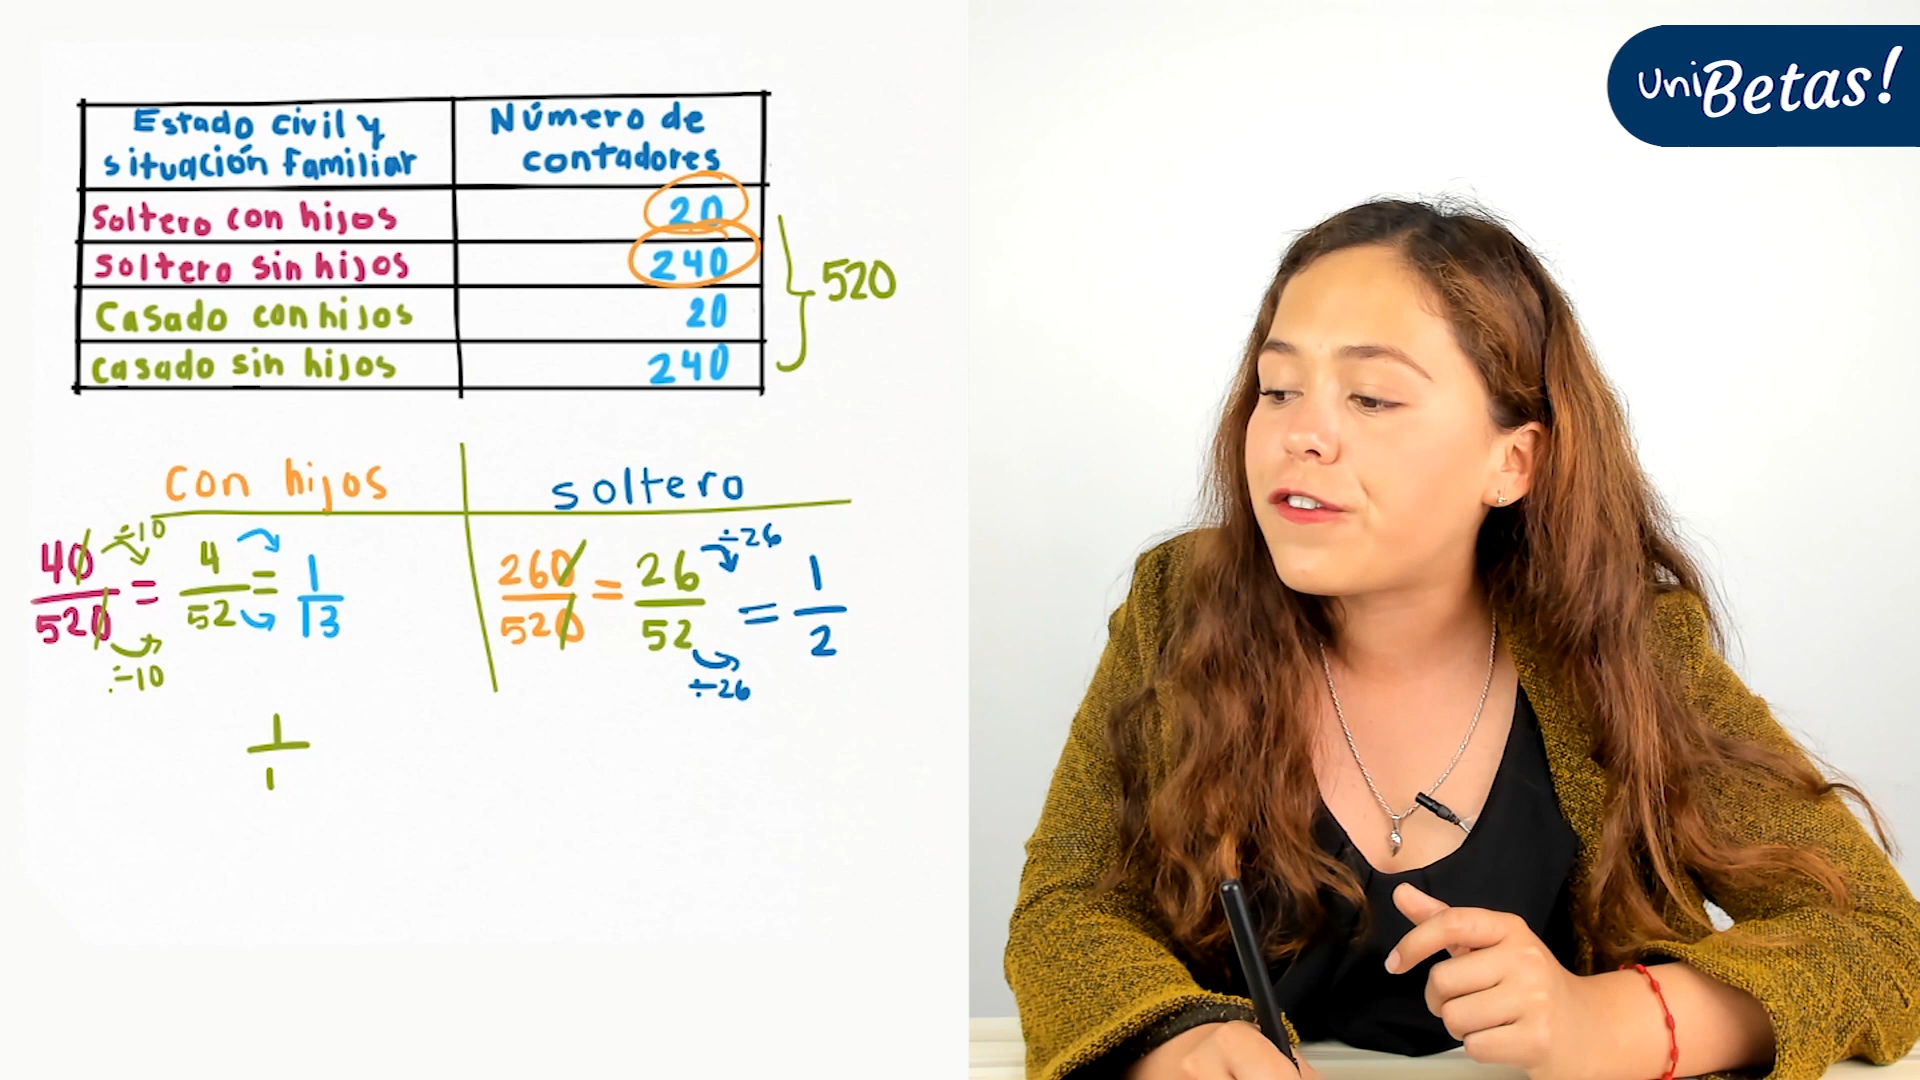 uniBetas!
Estado civil y situación familiar
Número de contadores
Soltero con hijos 20
Soltero sin hijos 240
Casado con hijos 20
casado sin hijos 240
520
con hijos
soltero
40/520 = 4/52 = 1/13
÷10
÷10
260/520 = 26/52 = 1/2
÷26
÷26
1/1